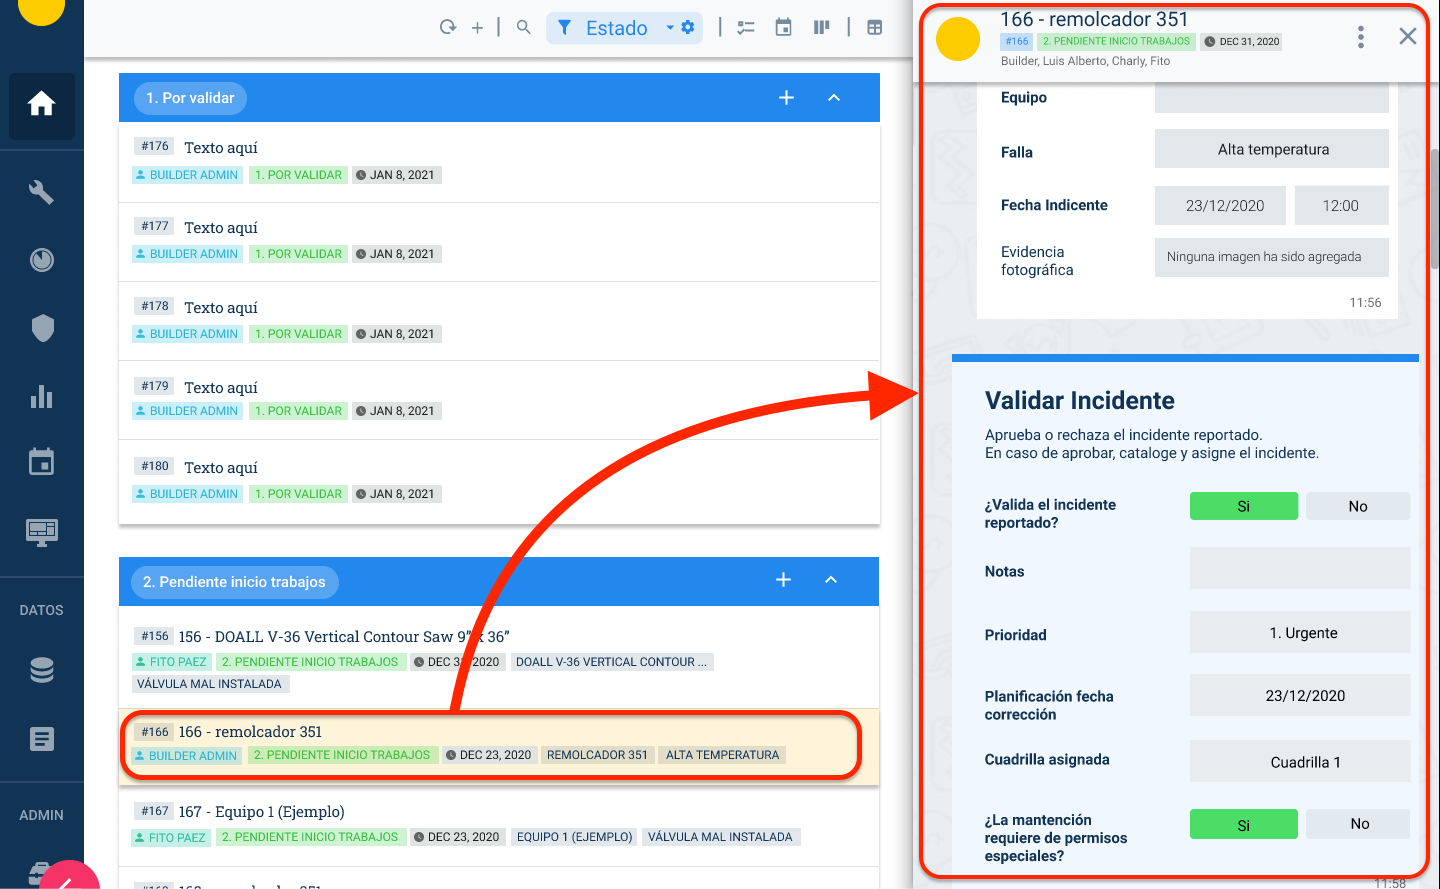 Estado
1. Por validar
#176 Texto aquí
BUILDER ADMIN 1. POR VALIDAR JAN 8, 2021
#177 Texto aquí
BUILDER ADMIN 1. POR VALIDAR JAN 8, 2021
#178 Texto aquí
BUILDER ADMIN 1. POR VALIDAR JAN 8, 2021
#179 Texto aquí
BUILDER ADMIN 1. POR VALIDAR JAN 8, 2021
#180 Texto aquí
BUILDER ADMIN 1. POR VALIDAR JAN 8, 2021
2. Pendiente inicio trabajos
#156 156 - DOALL V-36 Vertical Contour Saw 9” x 36”
FITO PAEZ 2. PENDIENTE INICIO TRABAJOS DEC 2020 DOALL V-36 VERTICAL CONTOUR ...
VÁLVULA MAL INSTALADA
#166 166 - remolcador 351
BUILDER ADMIN 2. PENDIENTE INICIO TRABAJOS DEC 23, 2020 REMOLCADOR 351 ALTA TEMPERATURA
#167 167 - Equipo 1 (Ejemplo)
FITO PAEZ 2. PENDIENTE INICIO TRABAJOS DEC 23, 2020 EQUIPO 1 (EJEMPLO) VÁLVULA MAL INSTALADA
DATOS
ADMIN
166 - remolcador 351
#166 2. PENDIENTE INICIO TRABAJOS DEC 31, 2020
Builder, Luis Alberto, Charly, Fito
Equipo
Falla Alta temperatura
Fecha Indicente 23/12/2020 12:00
Evidencia
fotográfica
Ninguna imagen ha sido agregada
11:56
Validar Incidente
Aprueba o rechaza el incidente reportado.
En caso de aprobar, cataloge y asigne el incidente.
¿Valida el incidente
reportado?
Si No
Notas
Prioridad 1. Urgente
Planificación fecha
corrección
23/12/2020
Cuadrilla asignada Cuadrilla 1
¿La mantención
requiere de permisos
especiales?
Si No
11:58